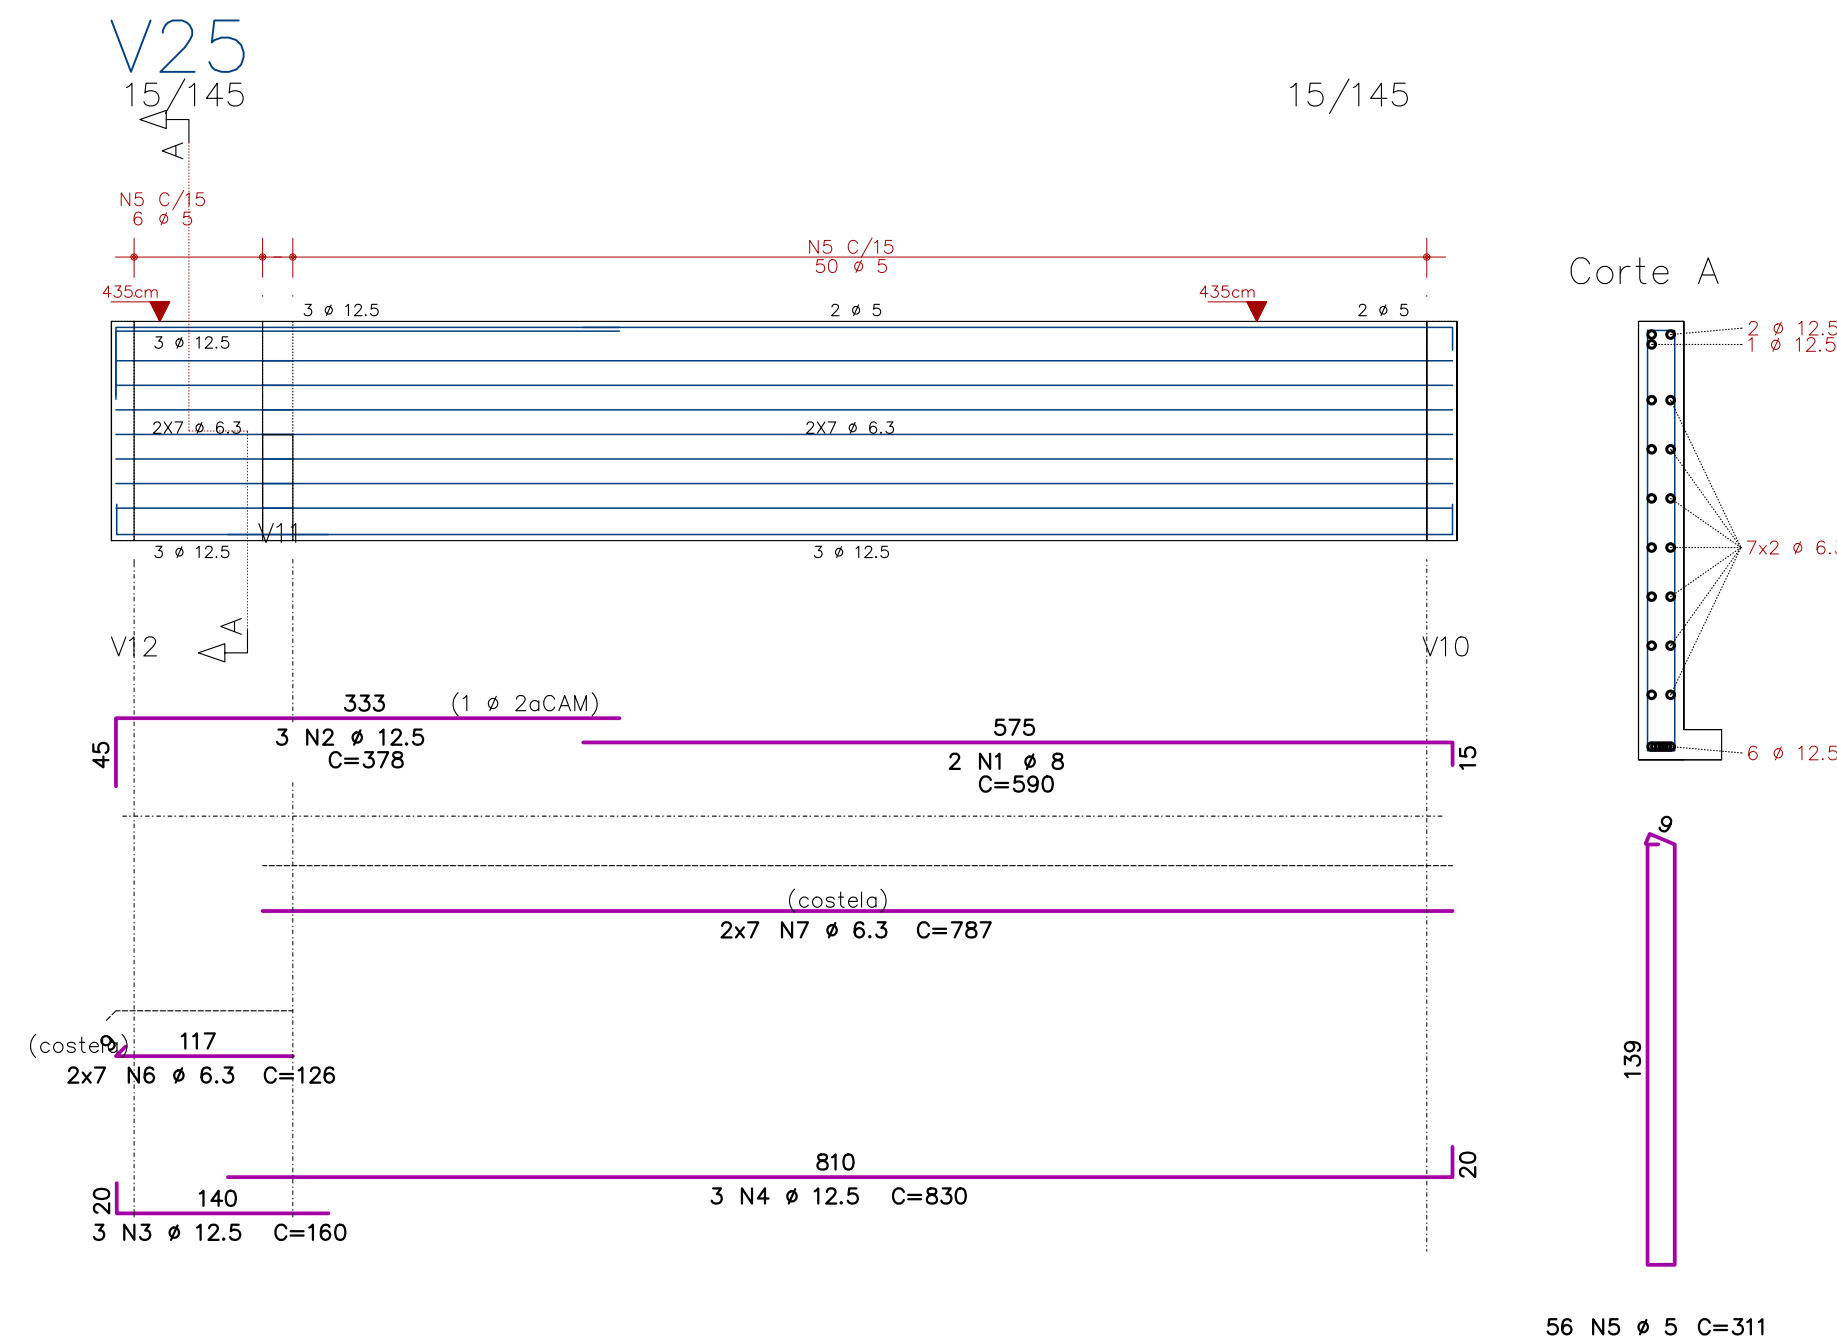 V25
15/145
15/145
A
N5 C/15
6 ø 5
N5 C/15
50 ø 5
Corte A
435cm
435cm
3 ø 12.5
2 ø 5
2 ø 5
3 ø 12.5
2 ø 12.5
1 ø 12.5
2X7 ø 6.3
2X7 ø 6.3
V11
3 ø 12.5
3 ø 12.5
7x2 ø 6.3
A
V12
V10
333
(1 ø 2aCAM)
45
3 N2 ø 12.5
C=378
575
15
2 N1 ø 8
C=590
6 ø 12.5
9
(costela)
2x7 N7 ø 6.3 C=787
(costela)
9
117
2x7 N6 ø 6.3 C=126
139
810
20
3 N4 ø 12.5 C=830
20
140
3 N3 ø 12.5 C=160
56 N5 ø 5 C=311